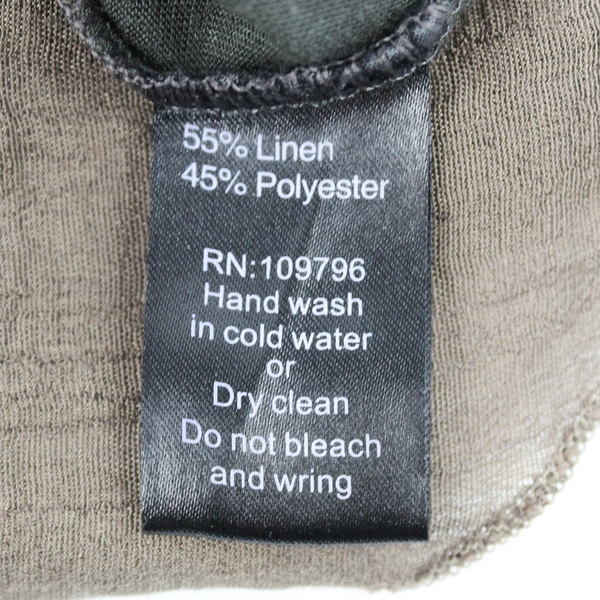 55% Linen
45% Polyester
RN:109796
Hand wash
in cold water
or
Dry clean
Do not bleach
and wring